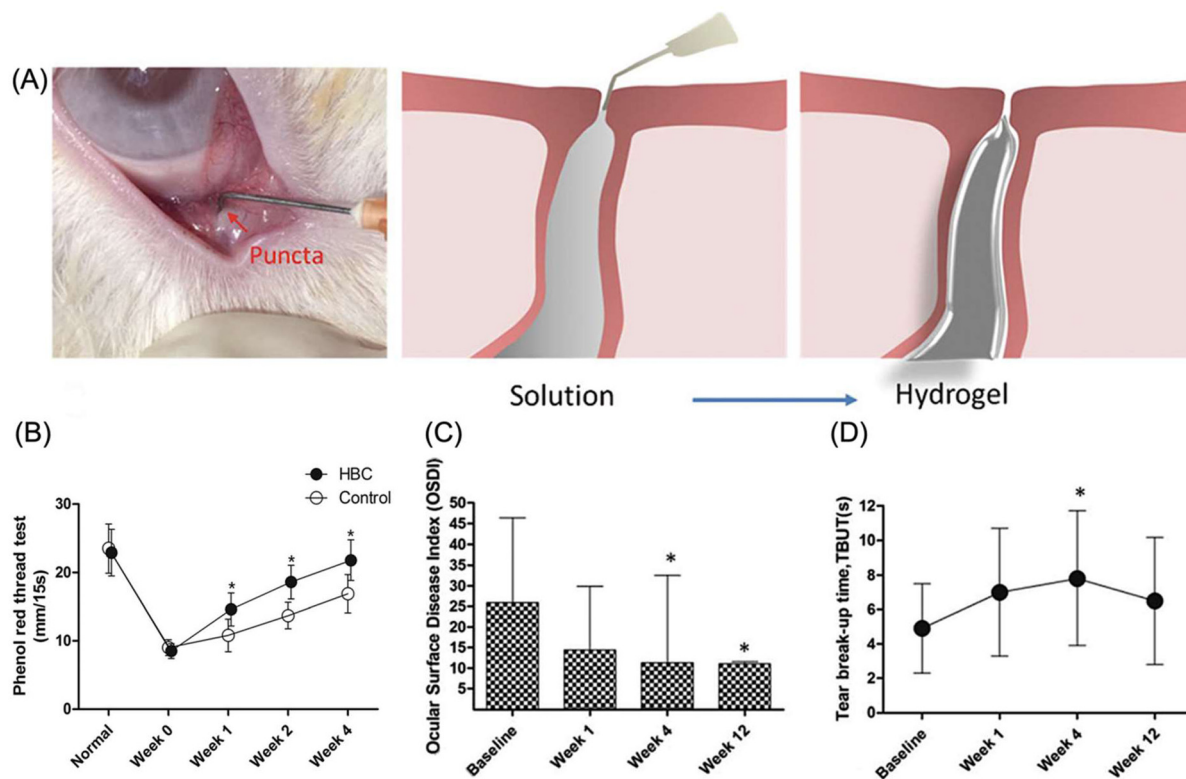 (A)
Puncta
Solution
Hydrogel
(B)
HBC
Control
Phenol red thread test
(mm/15s)
30
20
10
0
*
*
*
Normal
Week 0
Week 1
Week 2
Week 4
(C)
Ocular Surface Disease Index (OSDI)
50
45
40
35
30
25
20
15
10
5
*
*
Baseline
Week 1
Week 4
Week 12
(D)
Tear break-up time,TBUT(s)
12
10
8
6
4
2
0
*
Baseline
Week 1
Week 4
Week 12